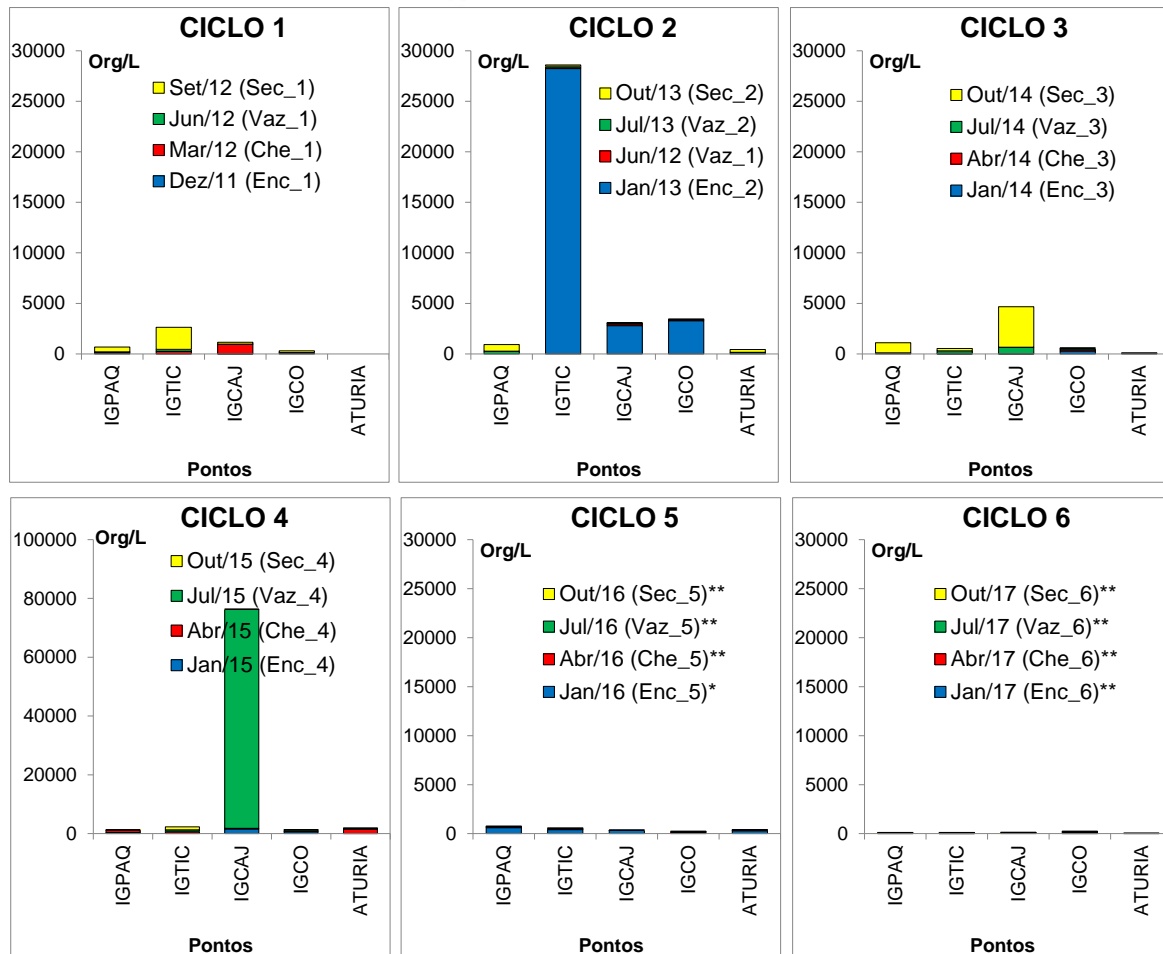 CICLO 1
Org/L
30000
25000
20000
15000
10000
5000
0
Set/12 (Sec_1)
Jun/12 (Vaz_1)
Mar/12 (Che_1)
Dez/11 (Enc_1)
IGPAQ
IGTIC
IGCAJ
IGCO
ATURIA
Pontos
CICLO 2
Org/L
30000
25000
20000
15000
10000
5000
0
Out/13 (Sec_2)
Jul/13 (Vaz_2)
Jun/12 (Vaz_1)
Jan/13 (Enc_2)
IGPAQ
IGTIC
IGCAJ
IGCO
ATURIA
Pontos
CICLO 3
Org/L
30000
25000
20000
15000
10000
5000
0
Out/14 (Sec_3)
Jul/14 (Vaz_3)
Abr/14 (Che_3)
Jan/14 (Enc_3)
IGPAQ
IGTIC
IGCAJ
IGCO
ATURIA
Pontos
CICLO 4
Org/L
100000
80000
60000
40000
20000
0
Out/15 (Sec_4)
Jul/15 (Vaz_4)
Abr/15 (Che_4)
Jan/15 (Enc_4)
IGPAQ
IGTIC
IGCAJ
IGCO
ATURIA
Pontos
CICLO 5
Org/L
30000
25000
20000
15000
10000
5000
0
Out/16 (Sec_5)**
Jul/16 (Vaz_5)**
Abr/16 (Che_5)**
Jan/16 (Enc_5)*
IGPAQ
IGTIC
IGCAJ
IGCO
ATURIA
Pontos
CICLO 6
Org/L
30000
25000
20000
15000
10000
5000
0
Out/17 (Sec_6)**
Jul/17 (Vaz_6)**
Abr/17 (Che_6)**
Jan/17 (Enc_6)**
IGPAQ
IGTIC
IGCAJ
IGCO
ATURIA
Pontos